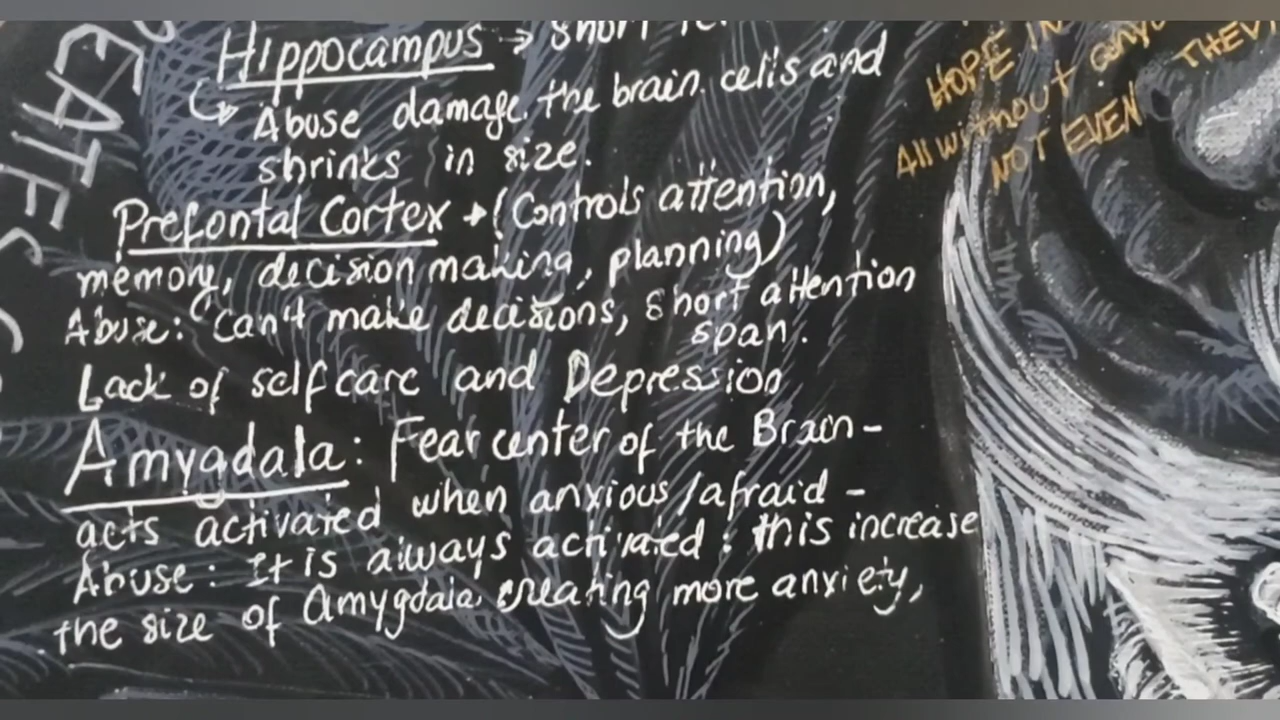 Hippocampus → short
↳ Abuse damage the brain cells and
shrinks in size.
Prefontal Cortex → (Controls attention,
memory, decision making, planning)
Abuse: "Can't make decisions, short attention
span.
Lack of selfcare and Depression
Amygdala: Fear center of the Brain -
acts activated when anxious/afraid -
Abuse: It is always activated: this increase
the size of Amygdala creating more anxiety,
HOPE IN
All without
NOT EVEN